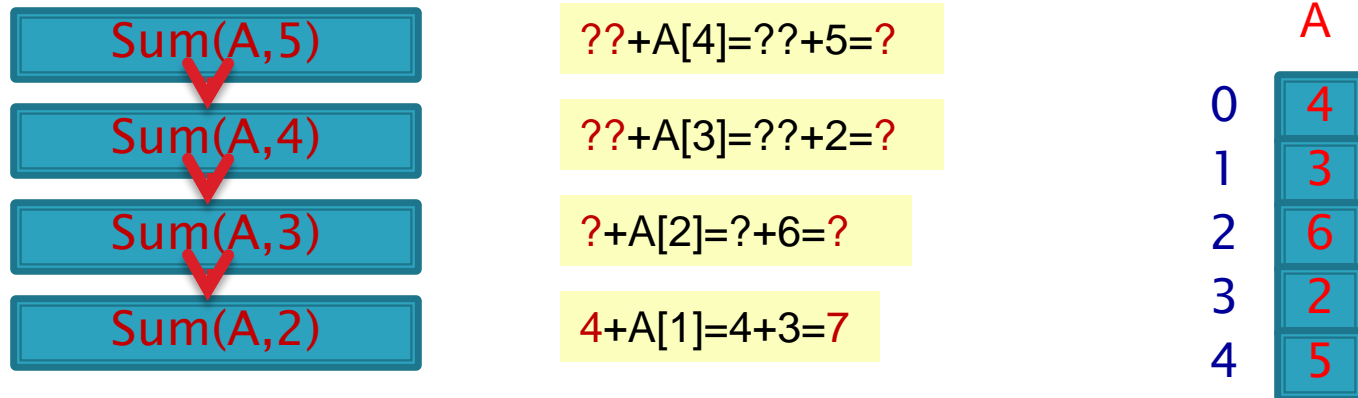 Sum(A,5)
??+A[4]=??+5=?
A
Sum(A,4)
??+A[3]=??+2=?
0 4
1 3
Sum(A,3)
?+A[2]=?+6=?
2 6
Sum(A,2)
4+A[1]=4+3=7
3 2
4 5